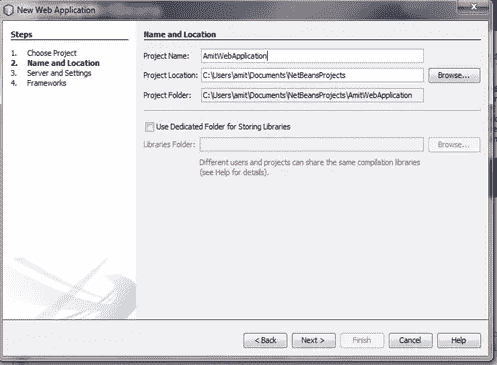 New Web Application
X
Steps
1. Choose Project
2. Name and Location
3. Server and Settings
4. Frameworks
Name and Location
Project Name: AmitWebApplication
Project Location: C:\Users\amit\Documents\NetBeansProjects Browse...
Project Folder: C:\Users\amit\Documents\NetBeansProjects\AmitWebApplication
Use Dedicated Folder for Storing Libraries
Libraries Folder: Browse...
Different users and projects can share the same compilation libraries
(see Help for details).
< Back Next > Finish Cancel Help